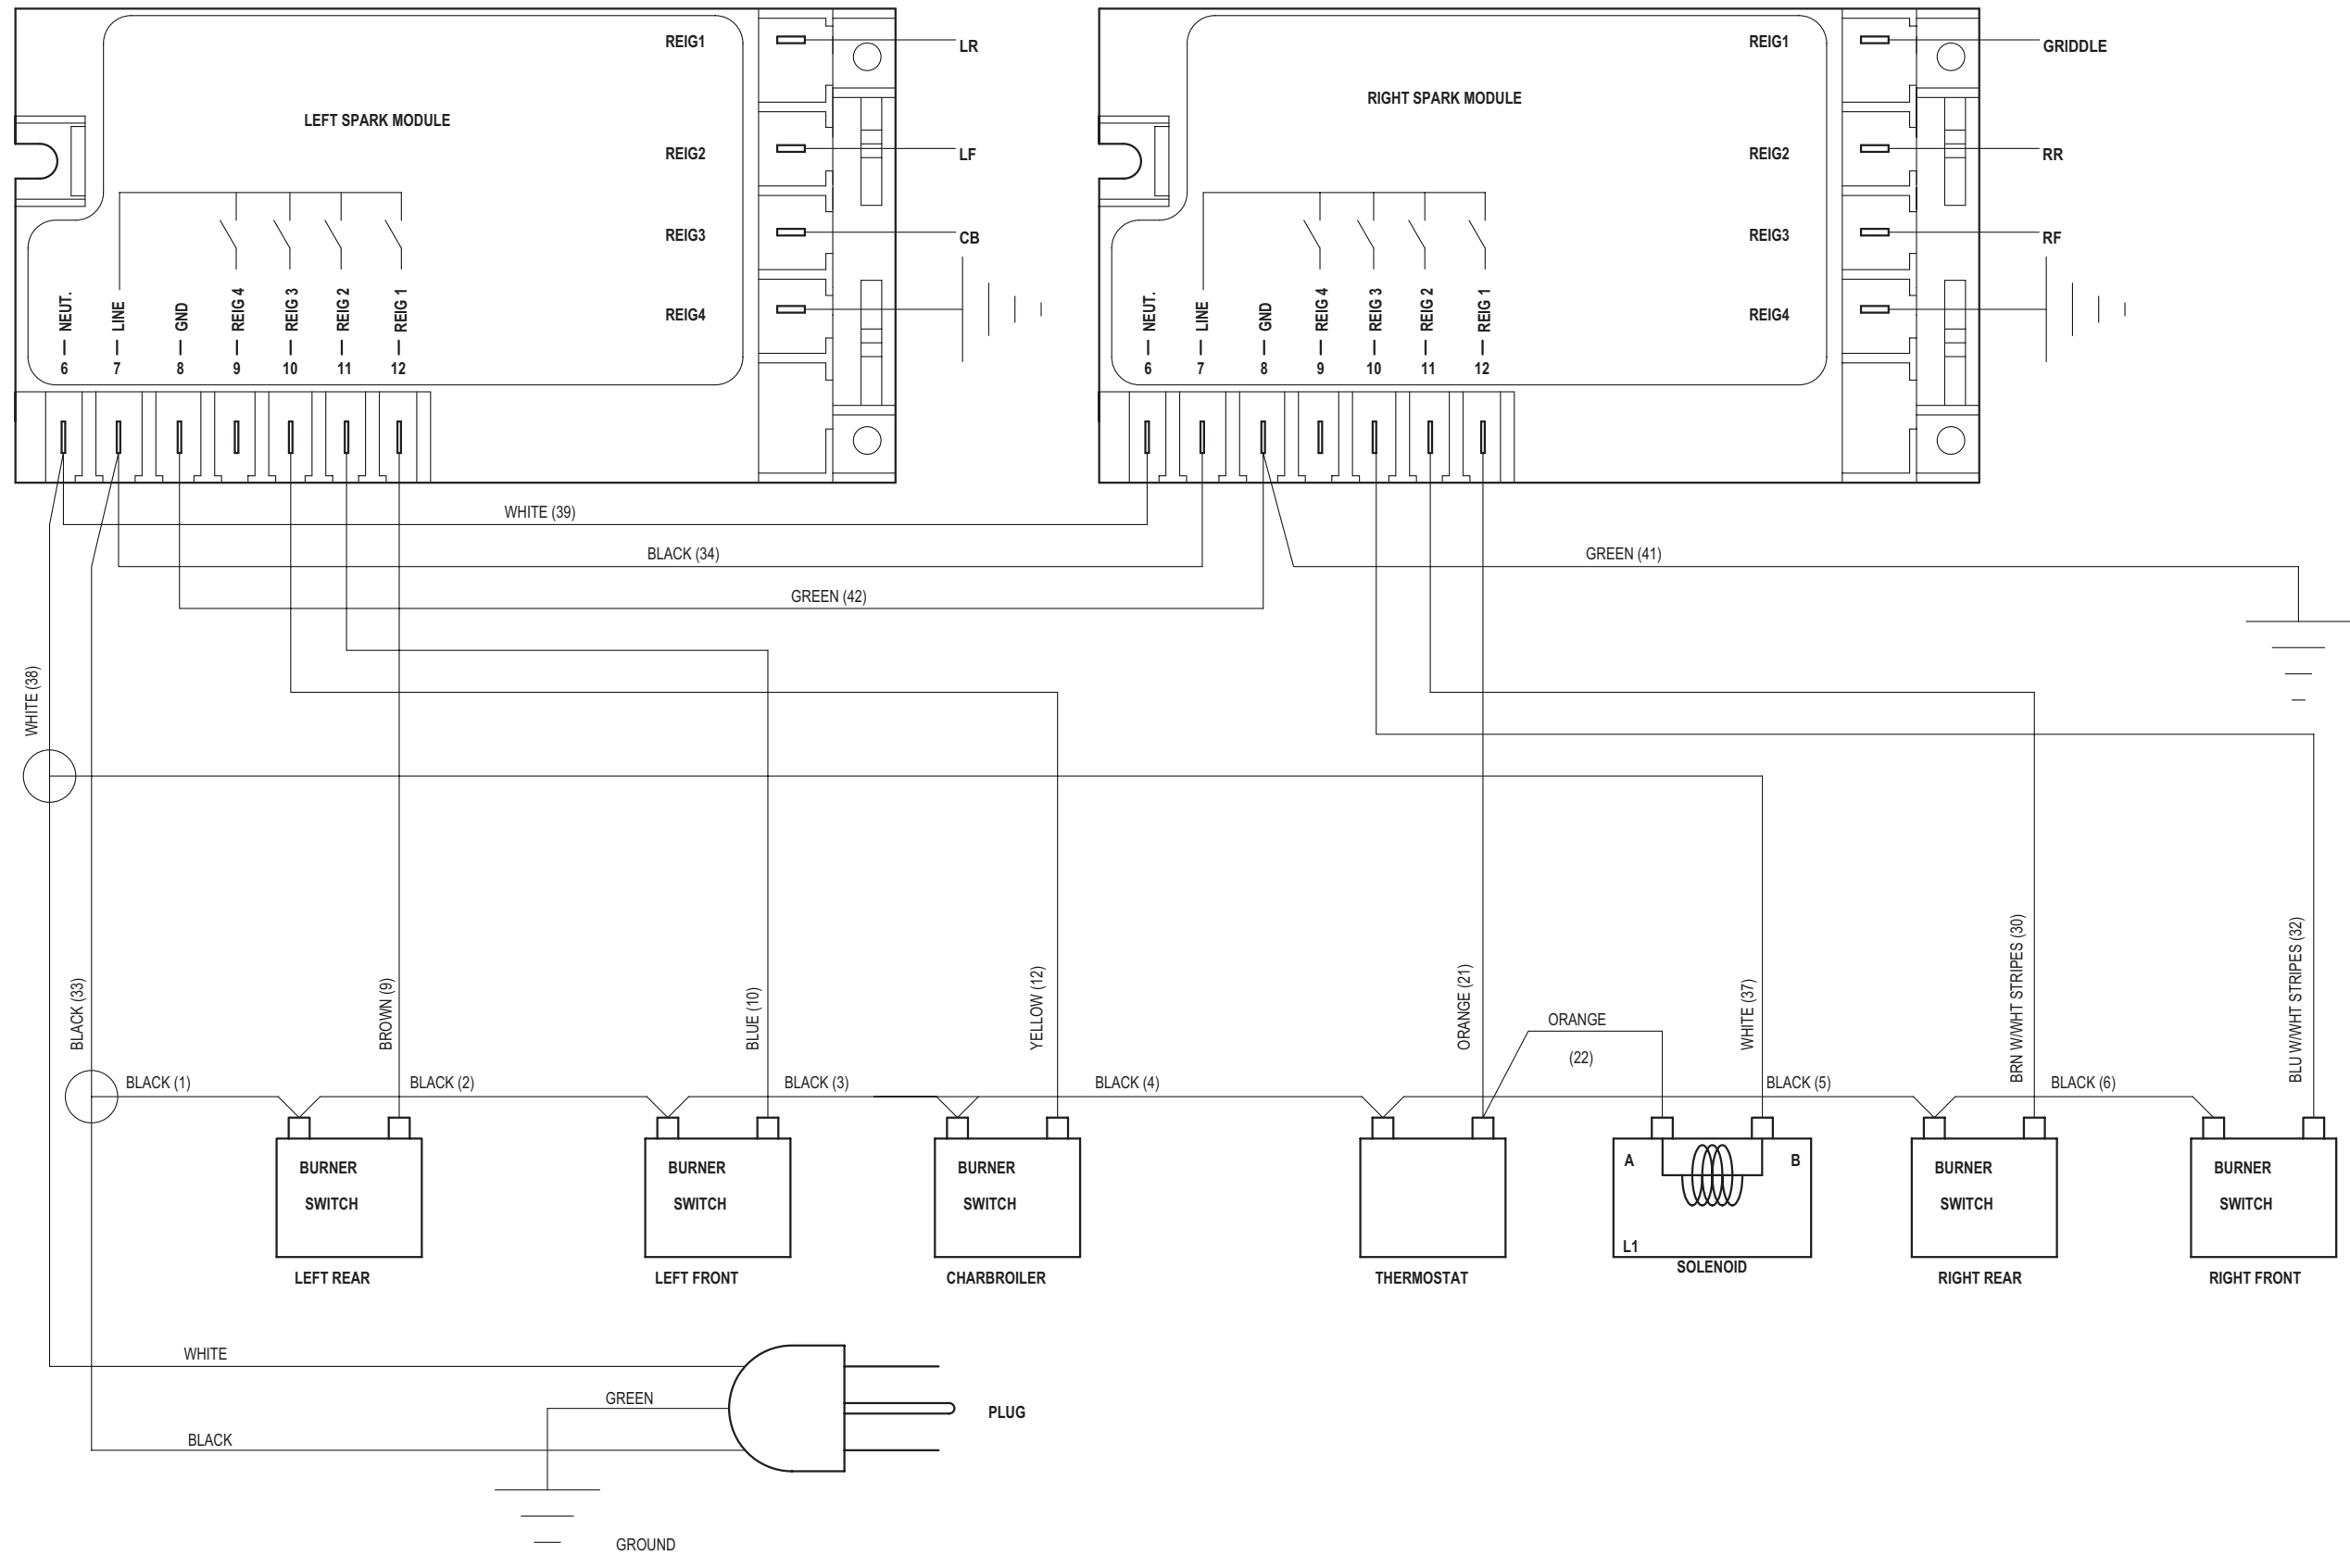 LEFT SPARK MODULE
REIG1
LR
REIG2
LF
REIG3
CB
REIG4
6 — NEUT.
7 — LINE
8 — GND
9 — REIG 4
10 — REIG 3
11 — REIG 2
12 — REIG 1
RIGHT SPARK MODULE
REIG1
GRIDDLE
REIG2
RR
REIG3
RF
REIG4
6 — NEUT.
7 — LINE
8 — GND
9 — REIG 4
10 — REIG 3
11 — REIG 2
12 — REIG 1
WHITE (39)
BLACK (34)
GREEN (41)
GREEN (42)
WHITE (38)
BLACK (33)
BROWN (9)
BLUE (10)
YELLOW (12)
ORANGE (21)
ORANGE
(22)
WHITE (37)
BRN W/WHT STRIPES (30)
BLU W/WHT STRIPES (32)
BLACK (1)
BLACK (2)
BLACK (3)
BLACK (4)
BLACK (5)
BLACK (6)
BURNER
SWITCH
LEFT REAR
BURNER
SWITCH
LEFT FRONT
BURNER
SWITCH
CHARBROILER
THERMOSTAT
A
B
L1
SOLENOID
BURNER
SWITCH
RIGHT REAR
BURNER
SWITCH
RIGHT FRONT
WHITE
GREEN
PLUG
BLACK
GROUND